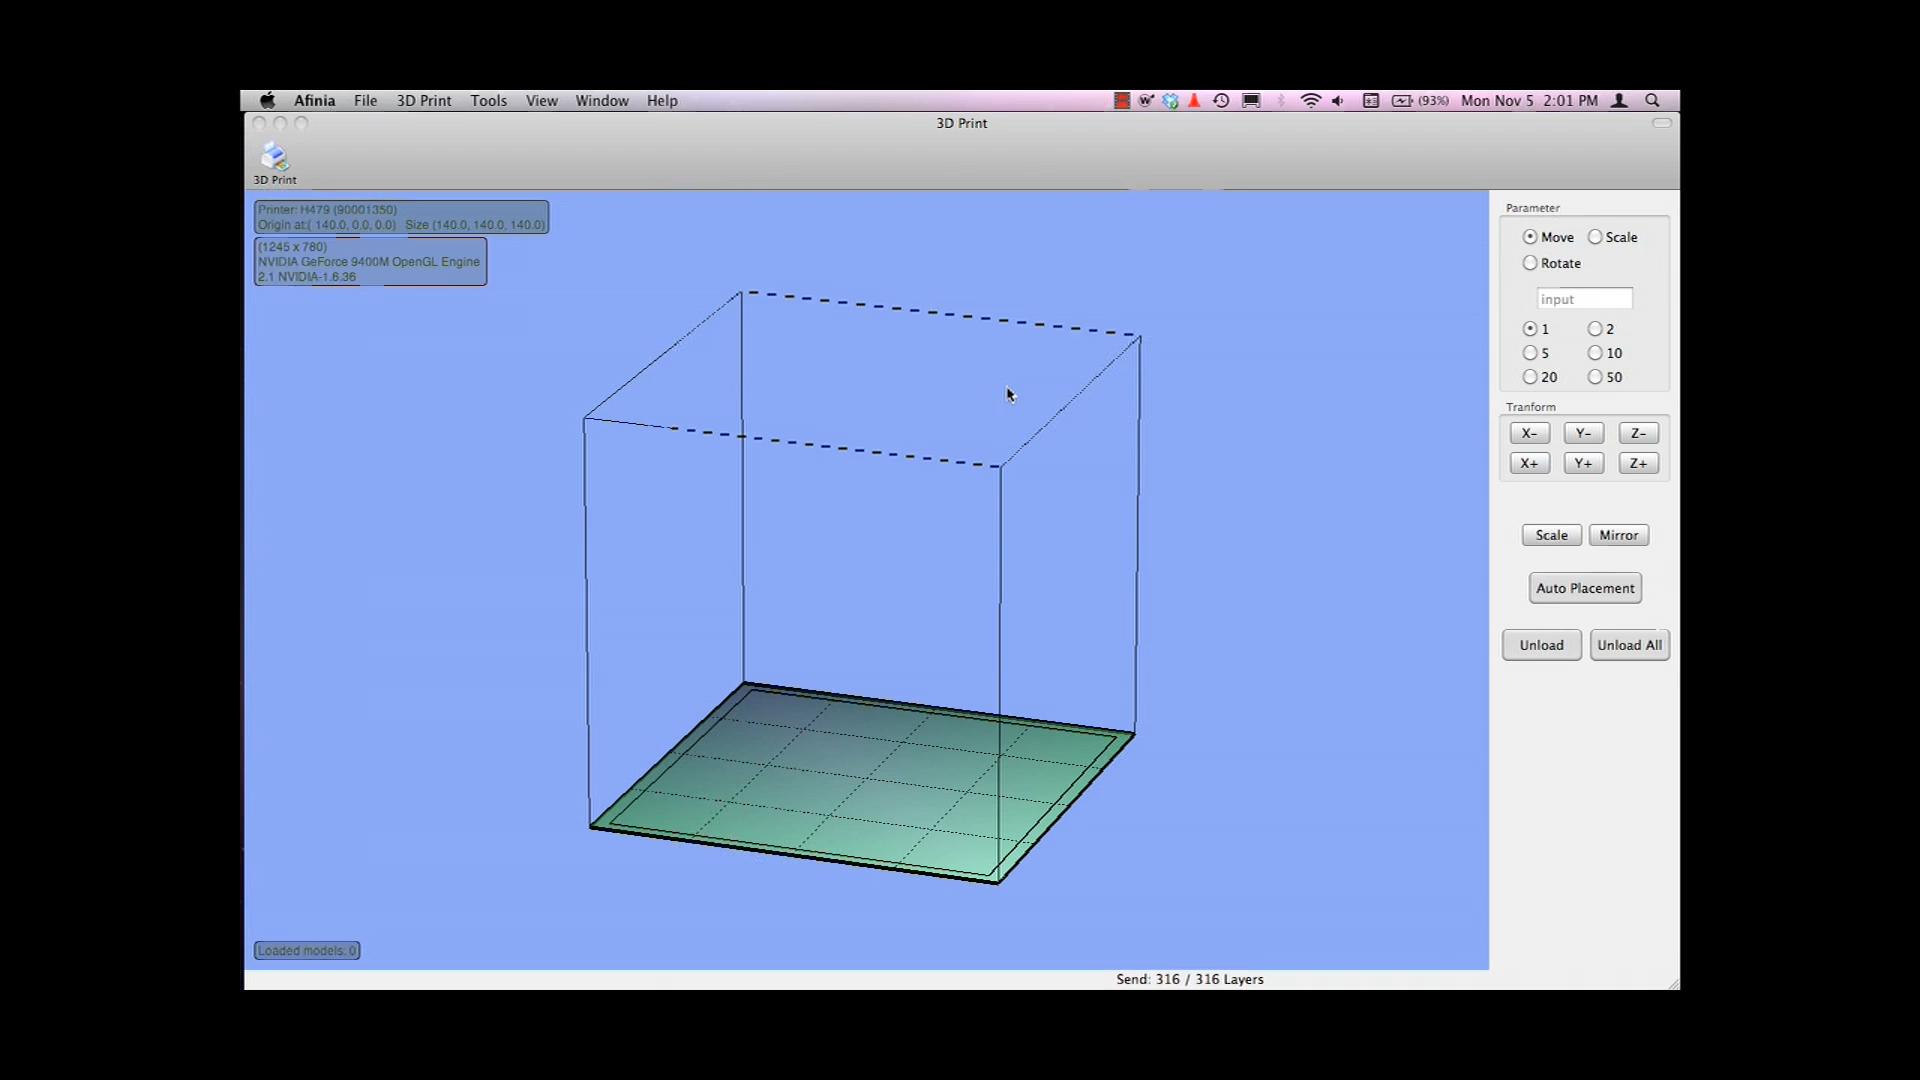 Afinia File 3D Print Tools View Window Help (93%) Mon Nov 5 2:01 PM
3D Print
3D Print
Printer: H479 (90001350)
Origin at:( 140.0, 0.0, 0.0) Size (140.0, 140.0, 140.0)
(1245 x 780)
NVIDIA GeForce 9400M OpenGL Engine
2.1 NVIDIA-1.6.36
Parameter
Move Scale
Rotate
input
1 2
5 10
20 50
Tranform
X- Y- Z-
X+ Y+ Z+
Scale Mirror
Auto Placement
Unload Unload All
Loaded models: 0
Send: 316 / 316 Layers